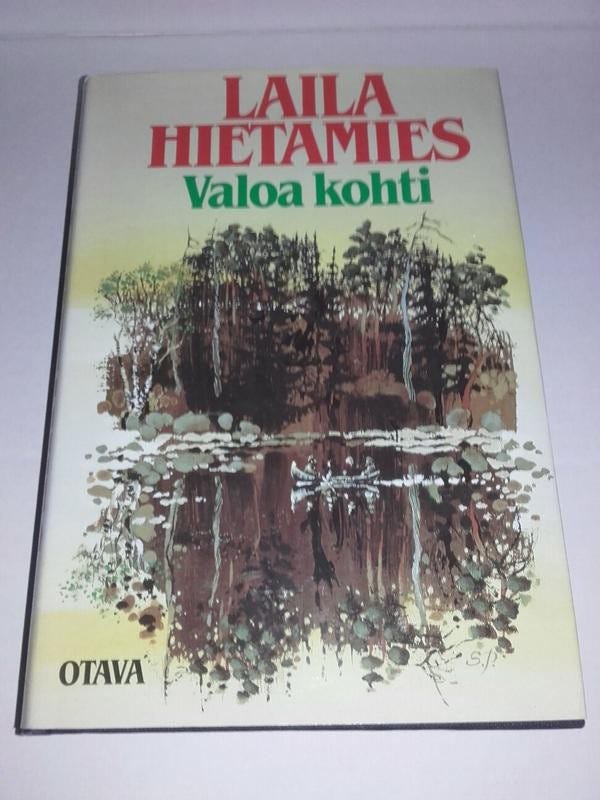 LAILA
HIETAMIES
Valoa kohti
S.P.
OTAVA